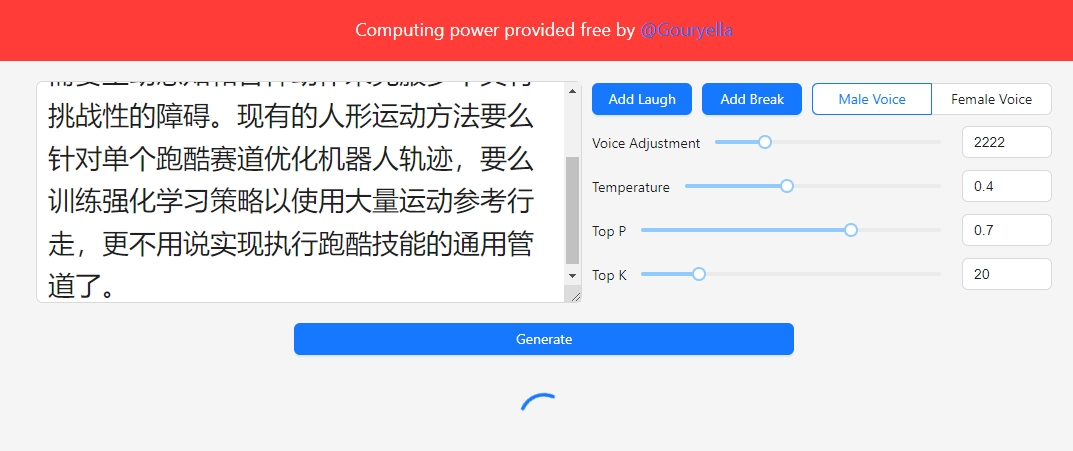 Computing power provided free by @Gouryella
挑战性的障碍。现有的人形运动方法要么
针对单个跑酷赛道优化机器人轨迹，要么
训练强化学习策略以使用大量运动参考行
走，更不用说实现执行跑酷技能的通用管
道了。
Add Laugh
Add Break
Male Voice
Female Voice
Voice Adjustment
2222
Temperature
0.4
Top P
0.7
Top K
20
Generate